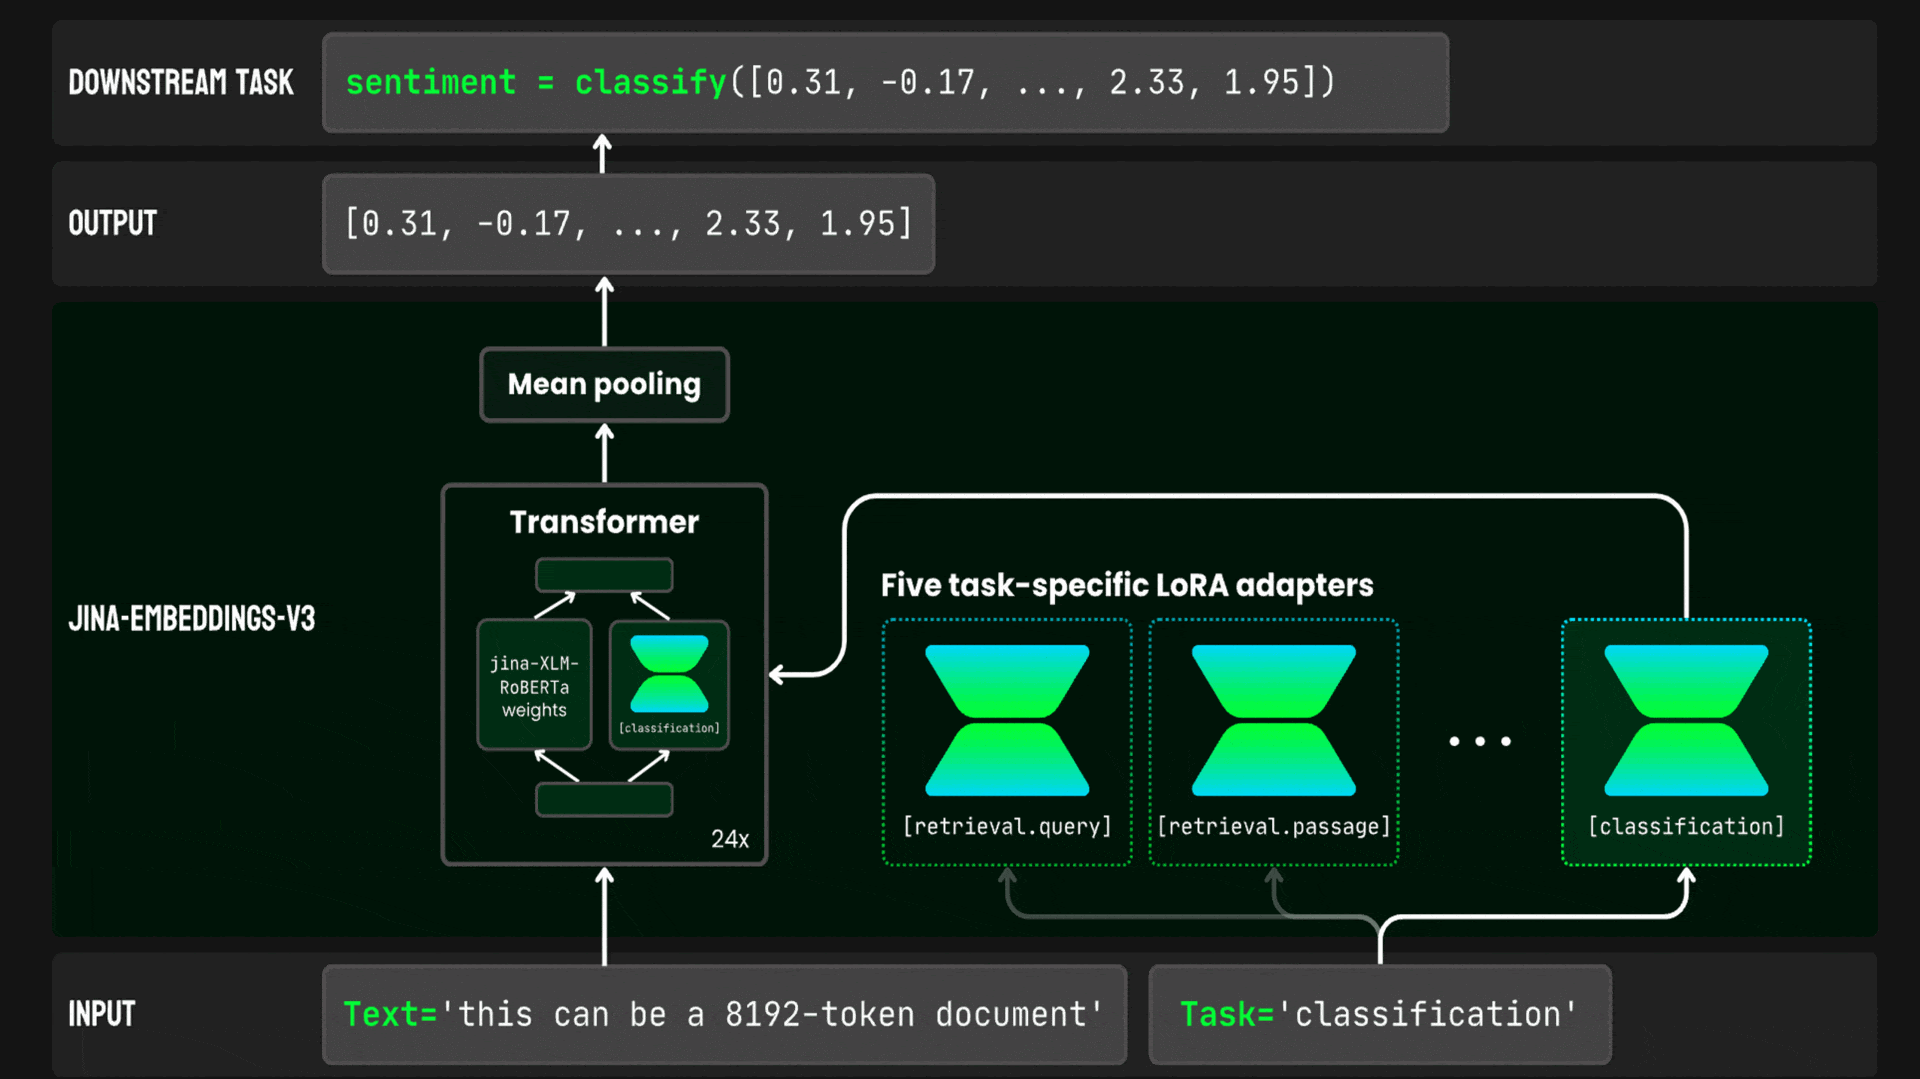 DOWNSTREAM TASK
sentiment = classify([0.31, -0.17, ..., 2.33, 1.95])
OUTPUT
[0.31, -0.17, ..., 2.33, 1.95]
Mean pooling
JINA-EMBEDDINGS-V3
Transformer
jina-XLM-
RoBERTa
weights
[classification]
24x
Five task-specific LoRA adapters
[retrieval.query]
[retrieval.passage]
...
[classification]
INPUT
Text='this can be a 8192-token document'
Task='classification'